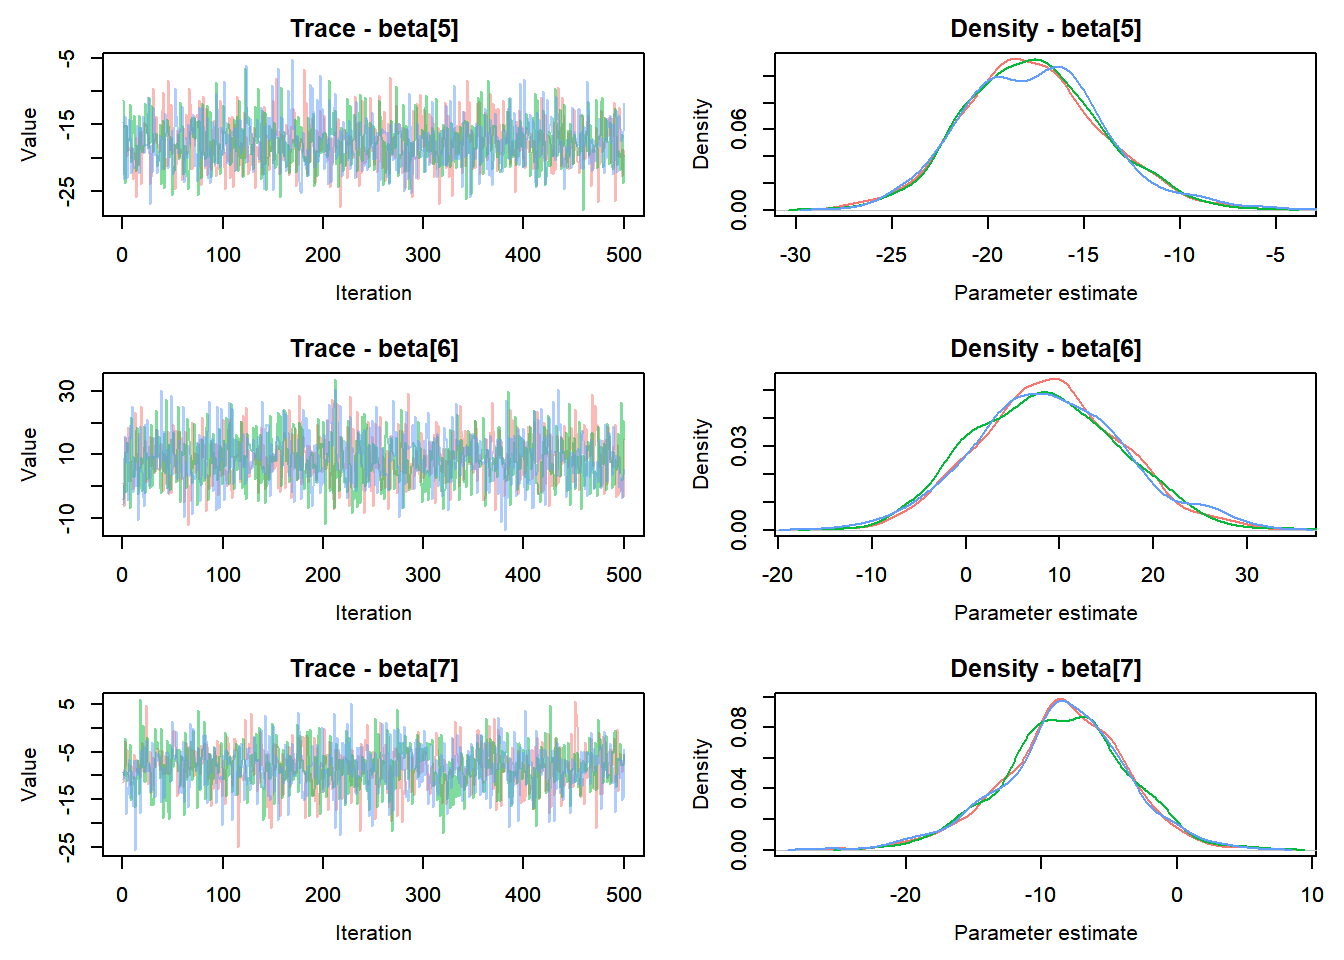 Trace - beta[5]
Value
-5
-15
-25
0 100 200 300 400 500
Iteration
Density - beta[5]
Density
0.06
0.00
-30 -25 -20 -15 -10 -5
Parameter estimate
Trace - beta[6]
Value
30
10
-10
0 100 200 300 400 500
Iteration
Density - beta[6]
Density
0.03
0.00
-20 -10 0 10 20 30
Parameter estimate
Trace - beta[7]
Value
5
-5
-15
-25
0 100 200 300 400 500
Iteration
Density - beta[7]
Density
0.08
0.04
0.00
-20 -10 0 10
Parameter estimate